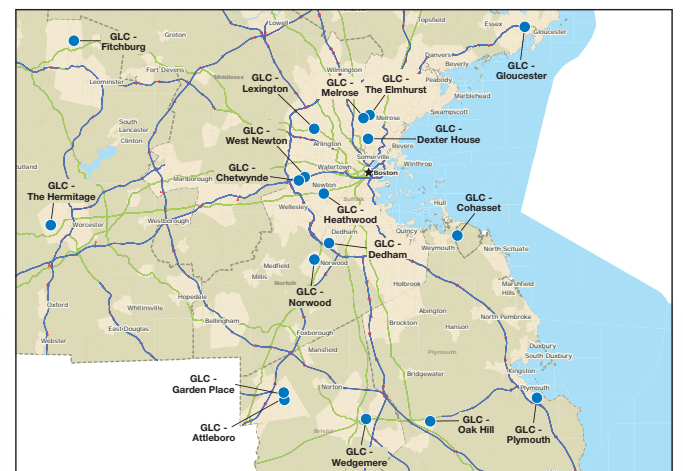 Lowell
Topsfield
Essex
Gloucester
GLC -
Fitchburg
Groton
Danvers
Beverly
GLC -
Gloucester
Fort Devens
Wilmington
Leominster
Middlesex
GLC -
Lexington
GLC -
Melrose
GLC -
The Elmhurst
Peabody
Marblehead
Swampscott
Melrose
South
Lancaster
Clinton
GLC -
West Newton
Arlington
Revere
GLC -
Dexter House
Somerville
Winthrop
Watertown
Boston
GLC -
Chetwynde
Marlborough
Newton
Suffolk
GLC -
The Hermitage
Wellesley
GLC -
Heathwood
Hull
GLC -
Cohasset
Worcester
Westborough
Dedham
Quincy
Weymouth
North Scituate
GLC -
Dedham
Medfield
Norwood
Millis
Norfolk
GLC -
Norwood
Holbrook
Marshfield
Hills
Hopedale
Oxford
Whitinsville
Abington
North Pembroke
Bellingham
Brockton
Hanson
East Douglas
Foxborough
Webster
Mansfield
Plymouth
Duxbury
South Duxbury
Kingston
Bridgewater
GLC -
Garden Place
Norton
Plymouth
GLC -
Attleboro
Bristol
GLC -
Oak Hill
GLC -
Plymouth
GLC -
Wedgemere